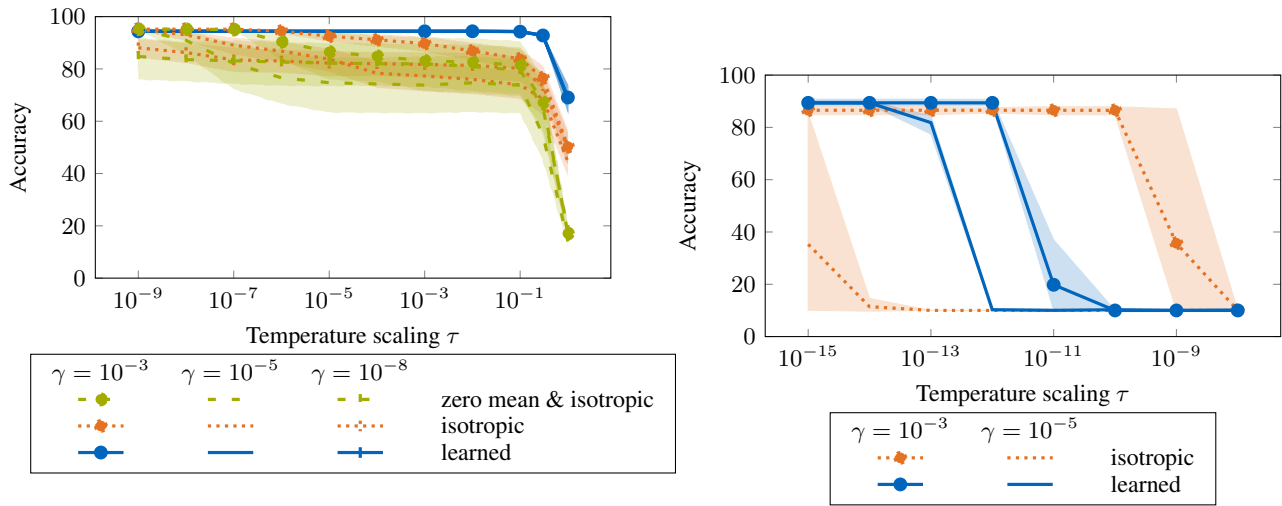 100
80
60
40
20
0
Accuracy
10⁻⁹ 10⁻⁷ 10⁻⁵ 10⁻³ 10⁻¹
Temperature scaling τ
γ = 10⁻³ γ = 10⁻⁵ γ = 10⁻⁸
zero mean & isotropic
isotropic
learned
100
80
60
40
20
0
Accuracy
10⁻¹⁵ 10⁻¹³ 10⁻¹¹ 10⁻⁹
Temperature scaling τ
γ = 10⁻³ γ = 10⁻⁵
isotropic
learned